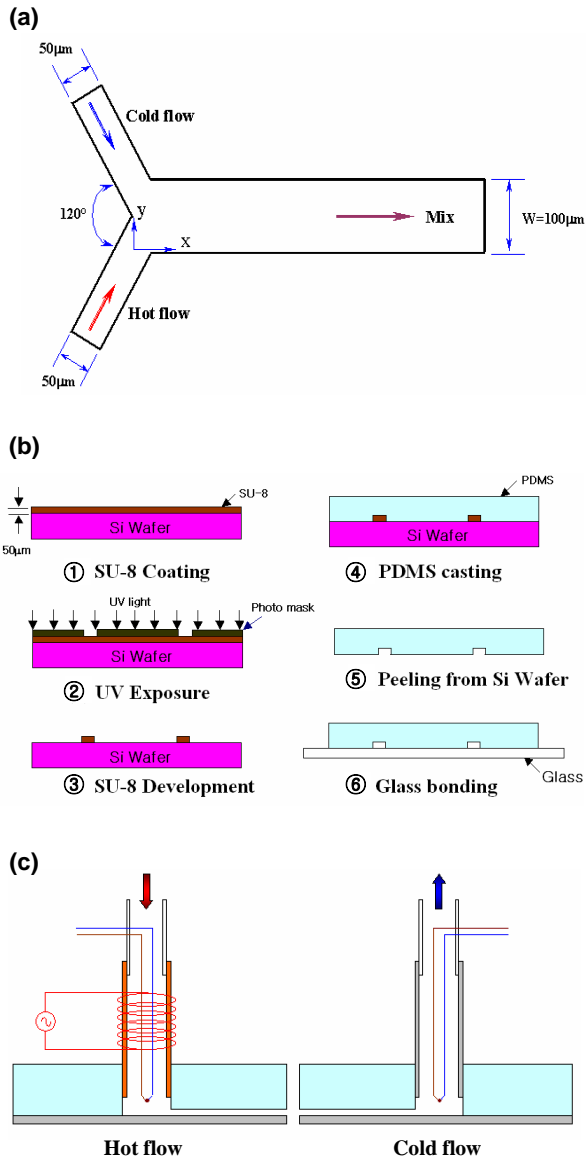 (a)
50μm
Cold flow
120°
y
x
Mix
W=100μm
Hot flow
50μm
(b)
SU-8
Si Wafer
50μm
① SU-8 Coating
UV light
Photo mask
Si Wafer
② UV Exposure
Si Wafer
③ SU-8 Development
PDMS
Si Wafer
④ PDMS casting
⑤ Peeling from Si Wafer
Glass
⑥ Glass bonding
(c)
Hot flow
Cold flow